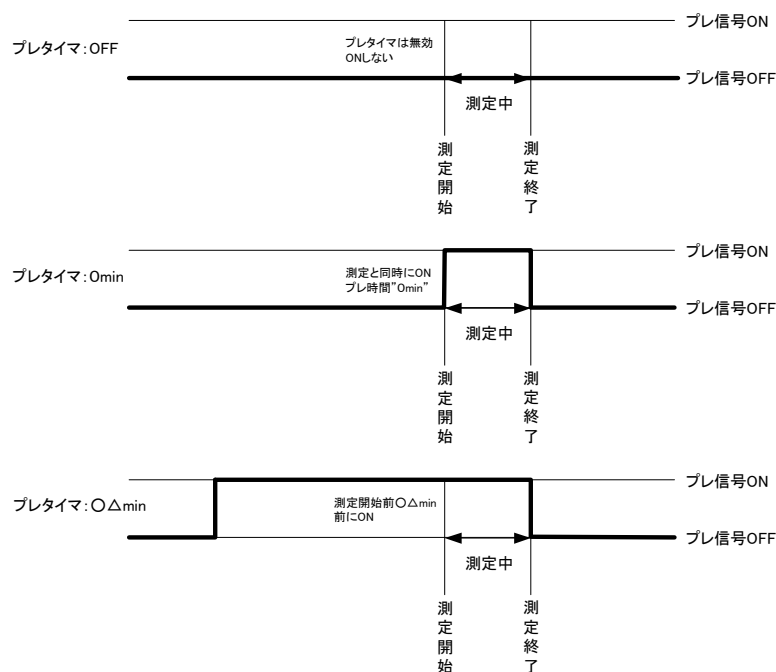 プレ信号ON
プレタイマ：OFF
プレタイマは無効
ONしない
プレ信号OFF
測定中
測定開始
測定終了
プレ信号ON
プレタイマ：0min
測定と同時にON
プレ時間”0min”
プレ信号OFF
測定中
測定開始
測定終了
プレ信号ON
プレタイマ：○△min
測定開始前○△min
前にON
プレ信号OFF
測定中
測定開始
測定終了